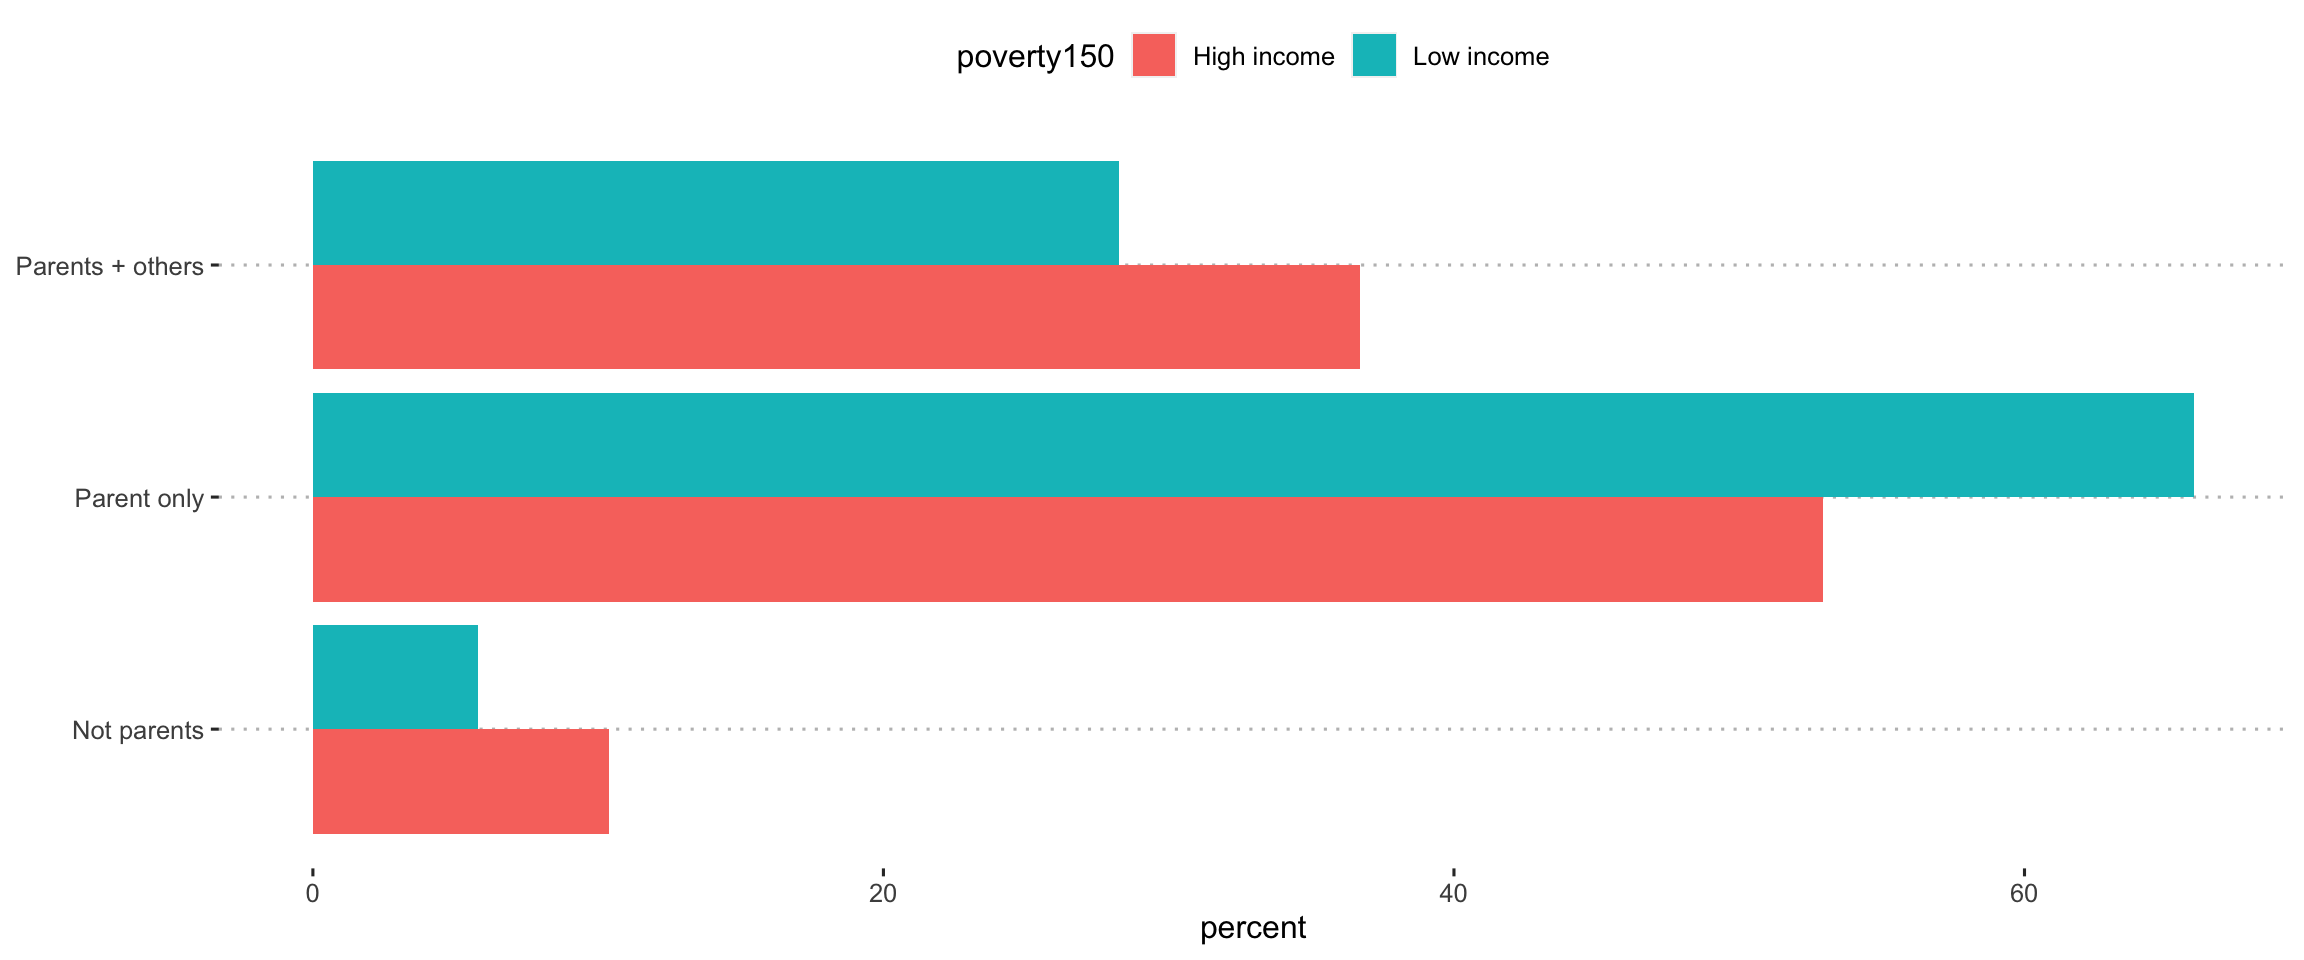 poverty150 High income Low income
Parents + others
Parent only
Not parents
0 20 40 60
percent